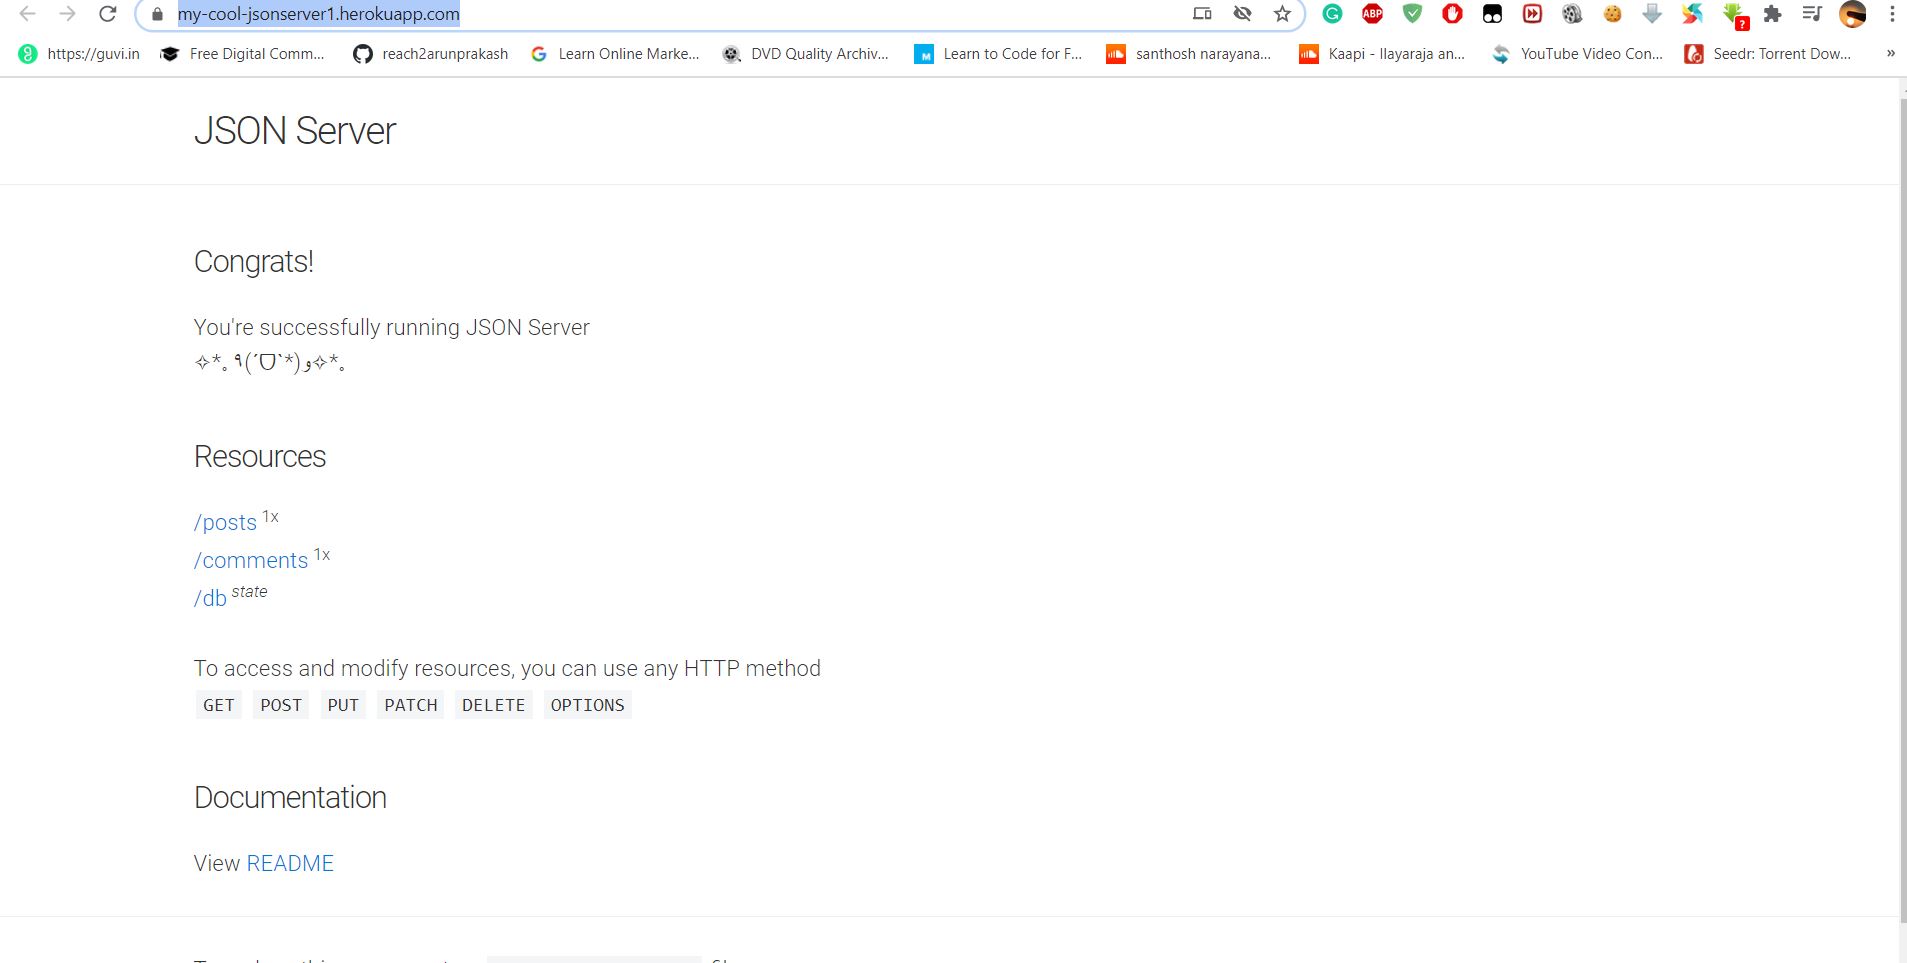 my-cool-jsonserver1.herokuapp.com
ABP
?
https://guvi.in Free Digital Comm... reach2arunprakash Learn Online Marke... DVD Quality Archiv... Learn to Code for F... santhosh narayana... Kaapi - Ilayaraja an... YouTube Video Con... Seedr: Torrent Dow... »
JSON Server
Congrats!
You're successfully running JSON Server
✧*｡٩(ˊᗜˋ*)و✧*｡
Resources
/posts 1x
/comments 1x
/db state
To access and modify resources, you can use any HTTP method
GET POST PUT PATCH DELETE OPTIONS
Documentation
View README